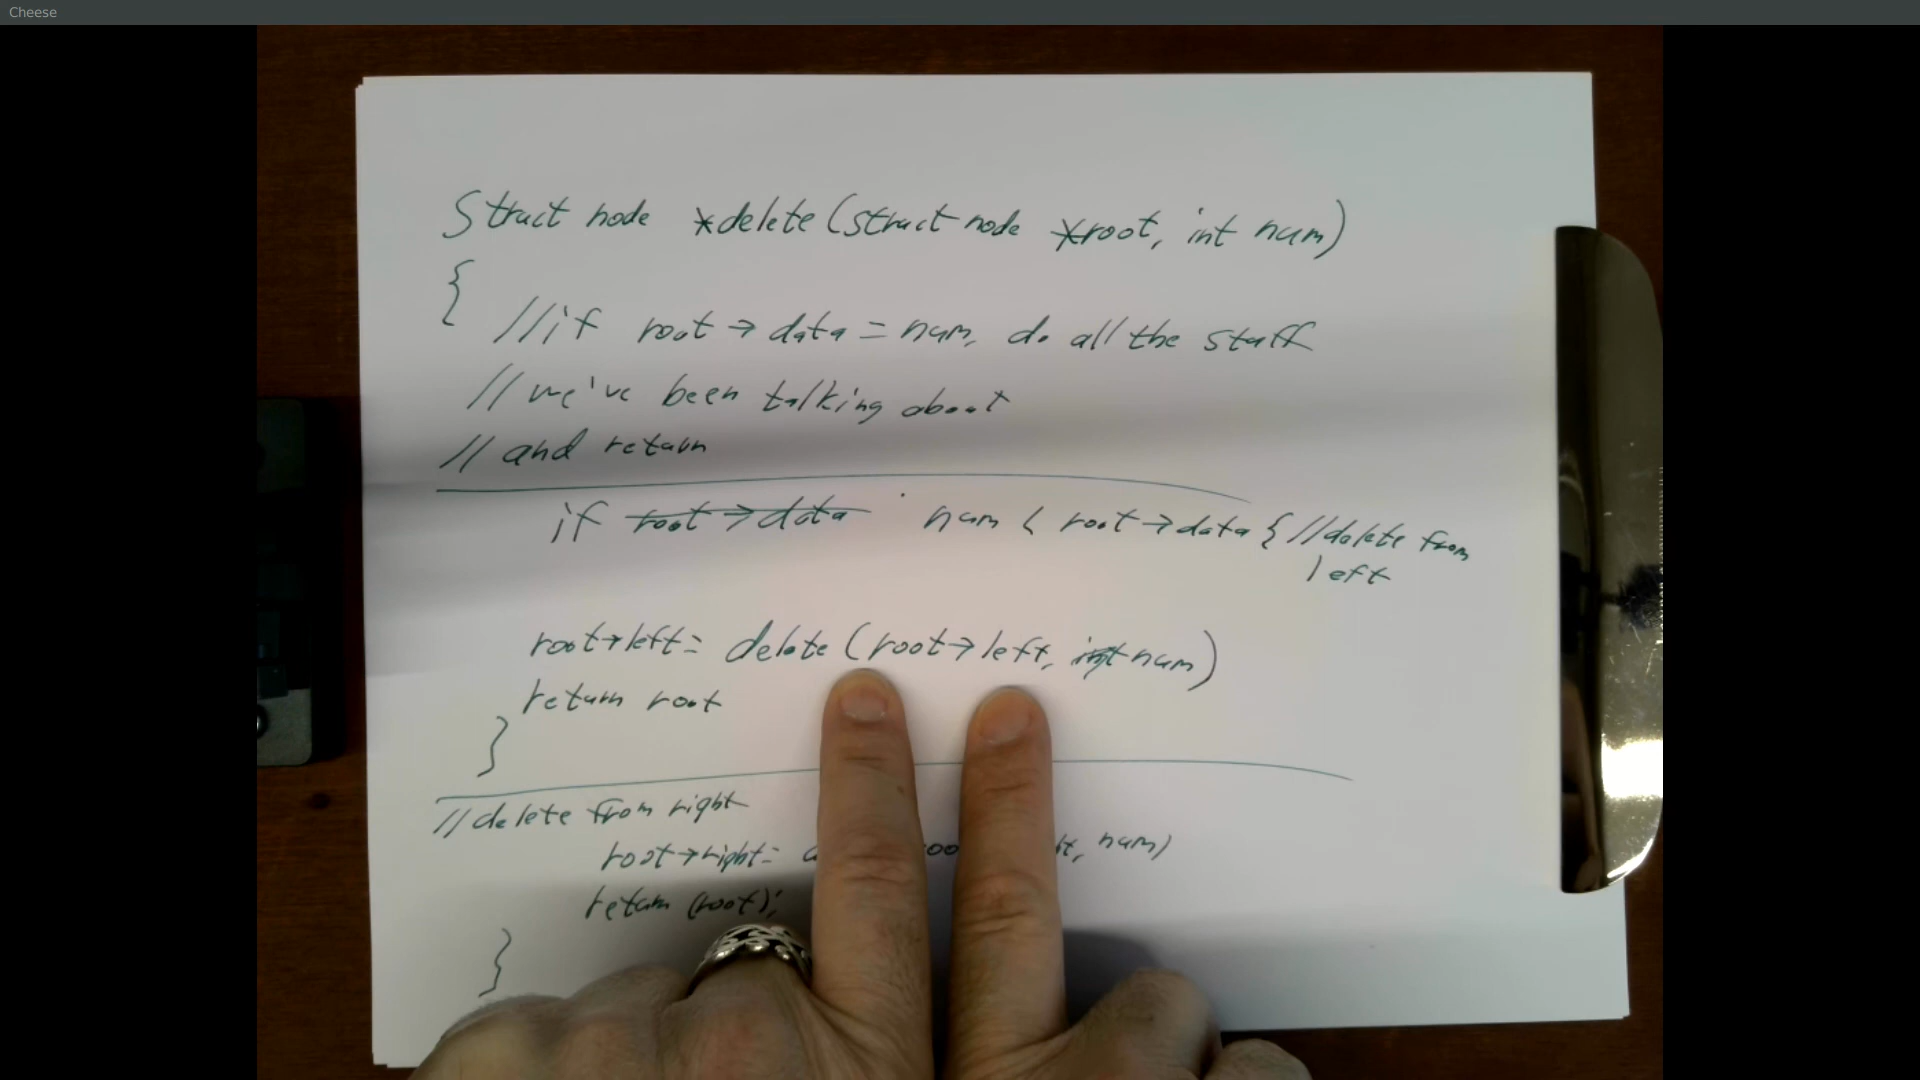 Cheese
Struct node *delete(struct node *root, int num)
{
//if root → data = num, do all the stuff
// we've been talking about
// and return
if root → data num < root → data { //delete from
left
root→left = delete (root→left, int num)
return root
}
//delete from right
root→right = num)
return (root);
}